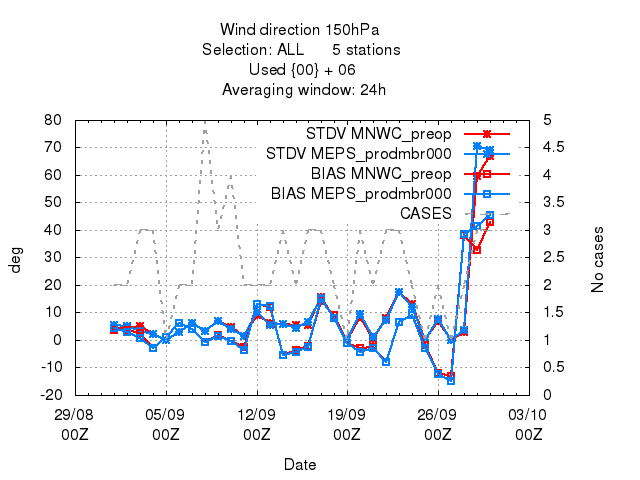 Wind direction 150hPa
Selection: ALL 5 stations
Used {00} + 06
Averaging window: 24h
STDV MNWC_preop
STDV MEPS_prodmbr000
BIAS MNWC_preop
BIAS MEPS_prodmbr000
CASES
deg
80
70
60
50
40
30
20
10
0
-10
-20
No cases
5
4.5
4
3.5
3
2.5
2
1.5
1
0.5
0
29/08 05/09 12/09 19/09 26/09 03/10
00Z 00Z 00Z 00Z 00Z 00Z
Date